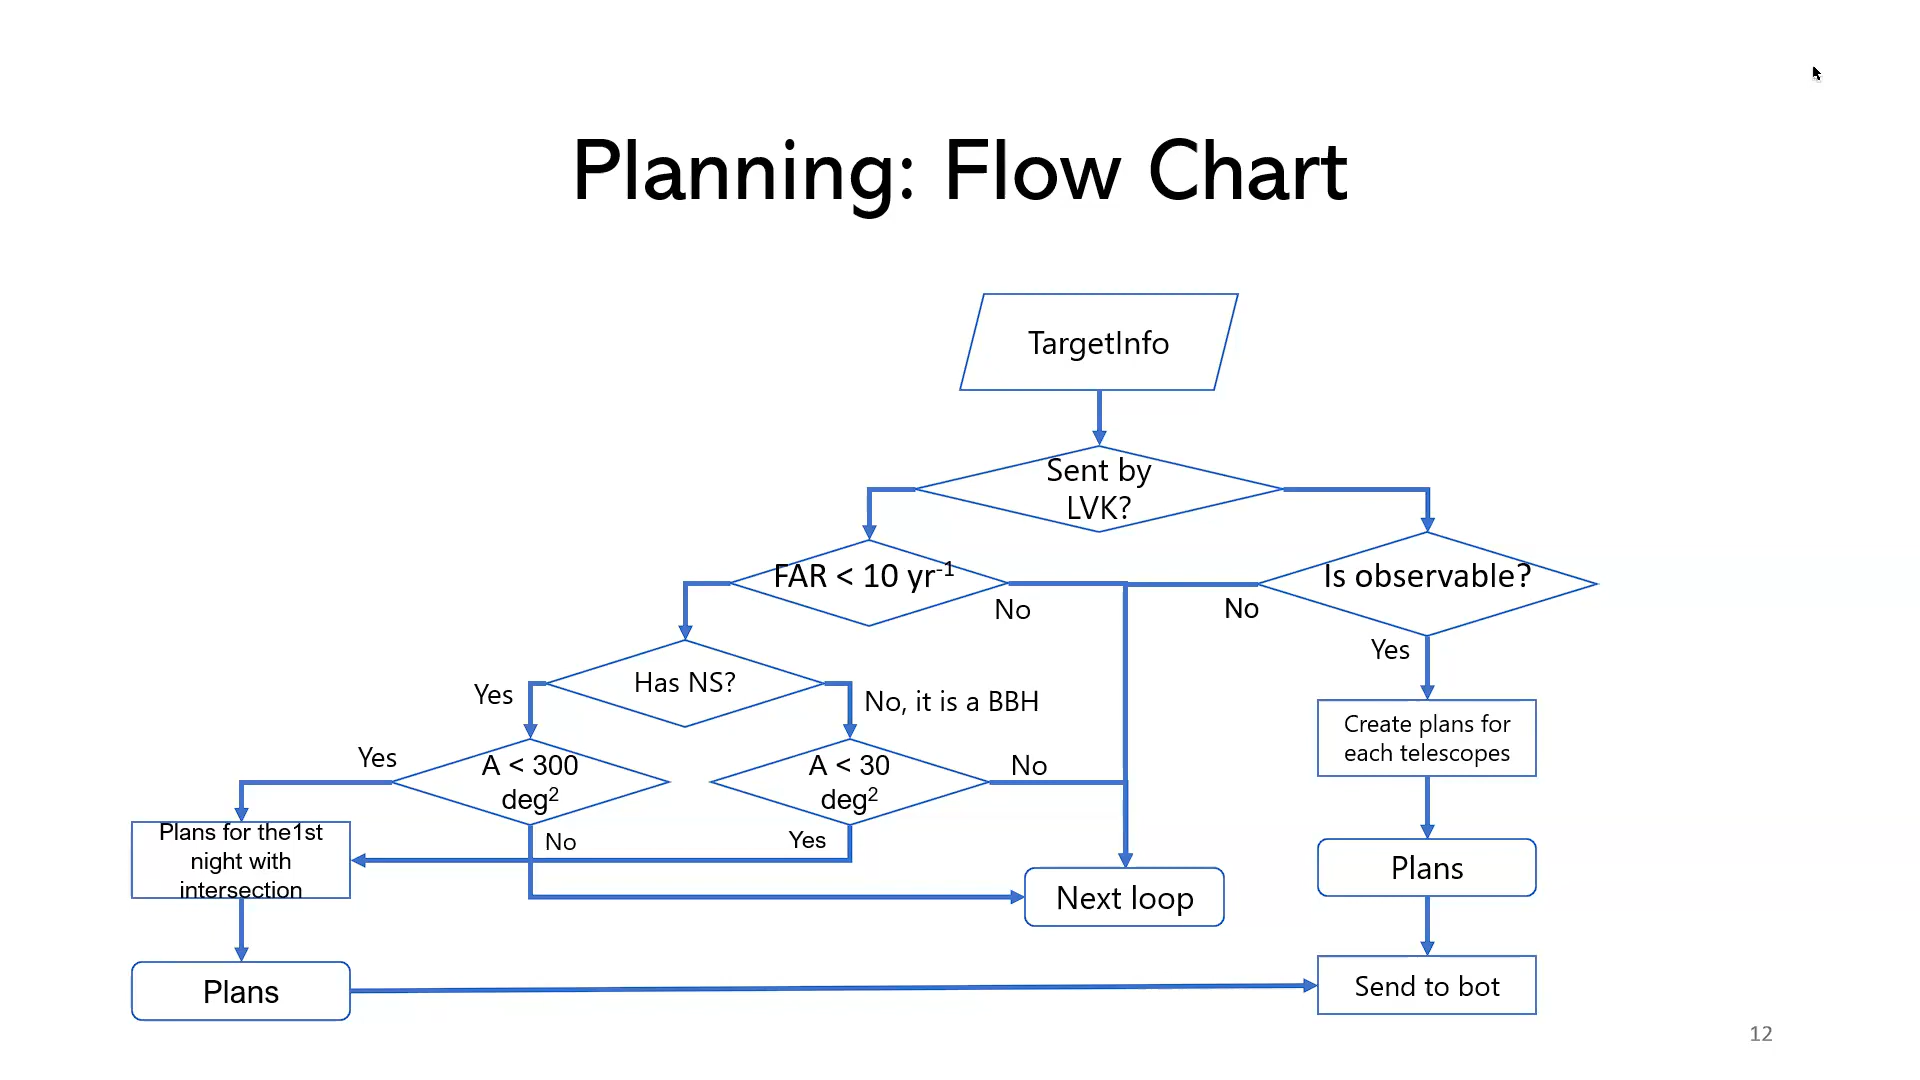 Planning: Flow Chart
TargetInfo
Sent by
LVK?
FAR < 10 yr⁻¹
No
Is observable?
No
Yes
Has NS?
Yes
No, it is a BBH
Create plans for
each telescopes
Yes
A < 300
deg²
No
A < 30
deg²
No
Yes
Plans for the1st
night with
intersection
Next loop
Plans
Plans
Send to bot
12